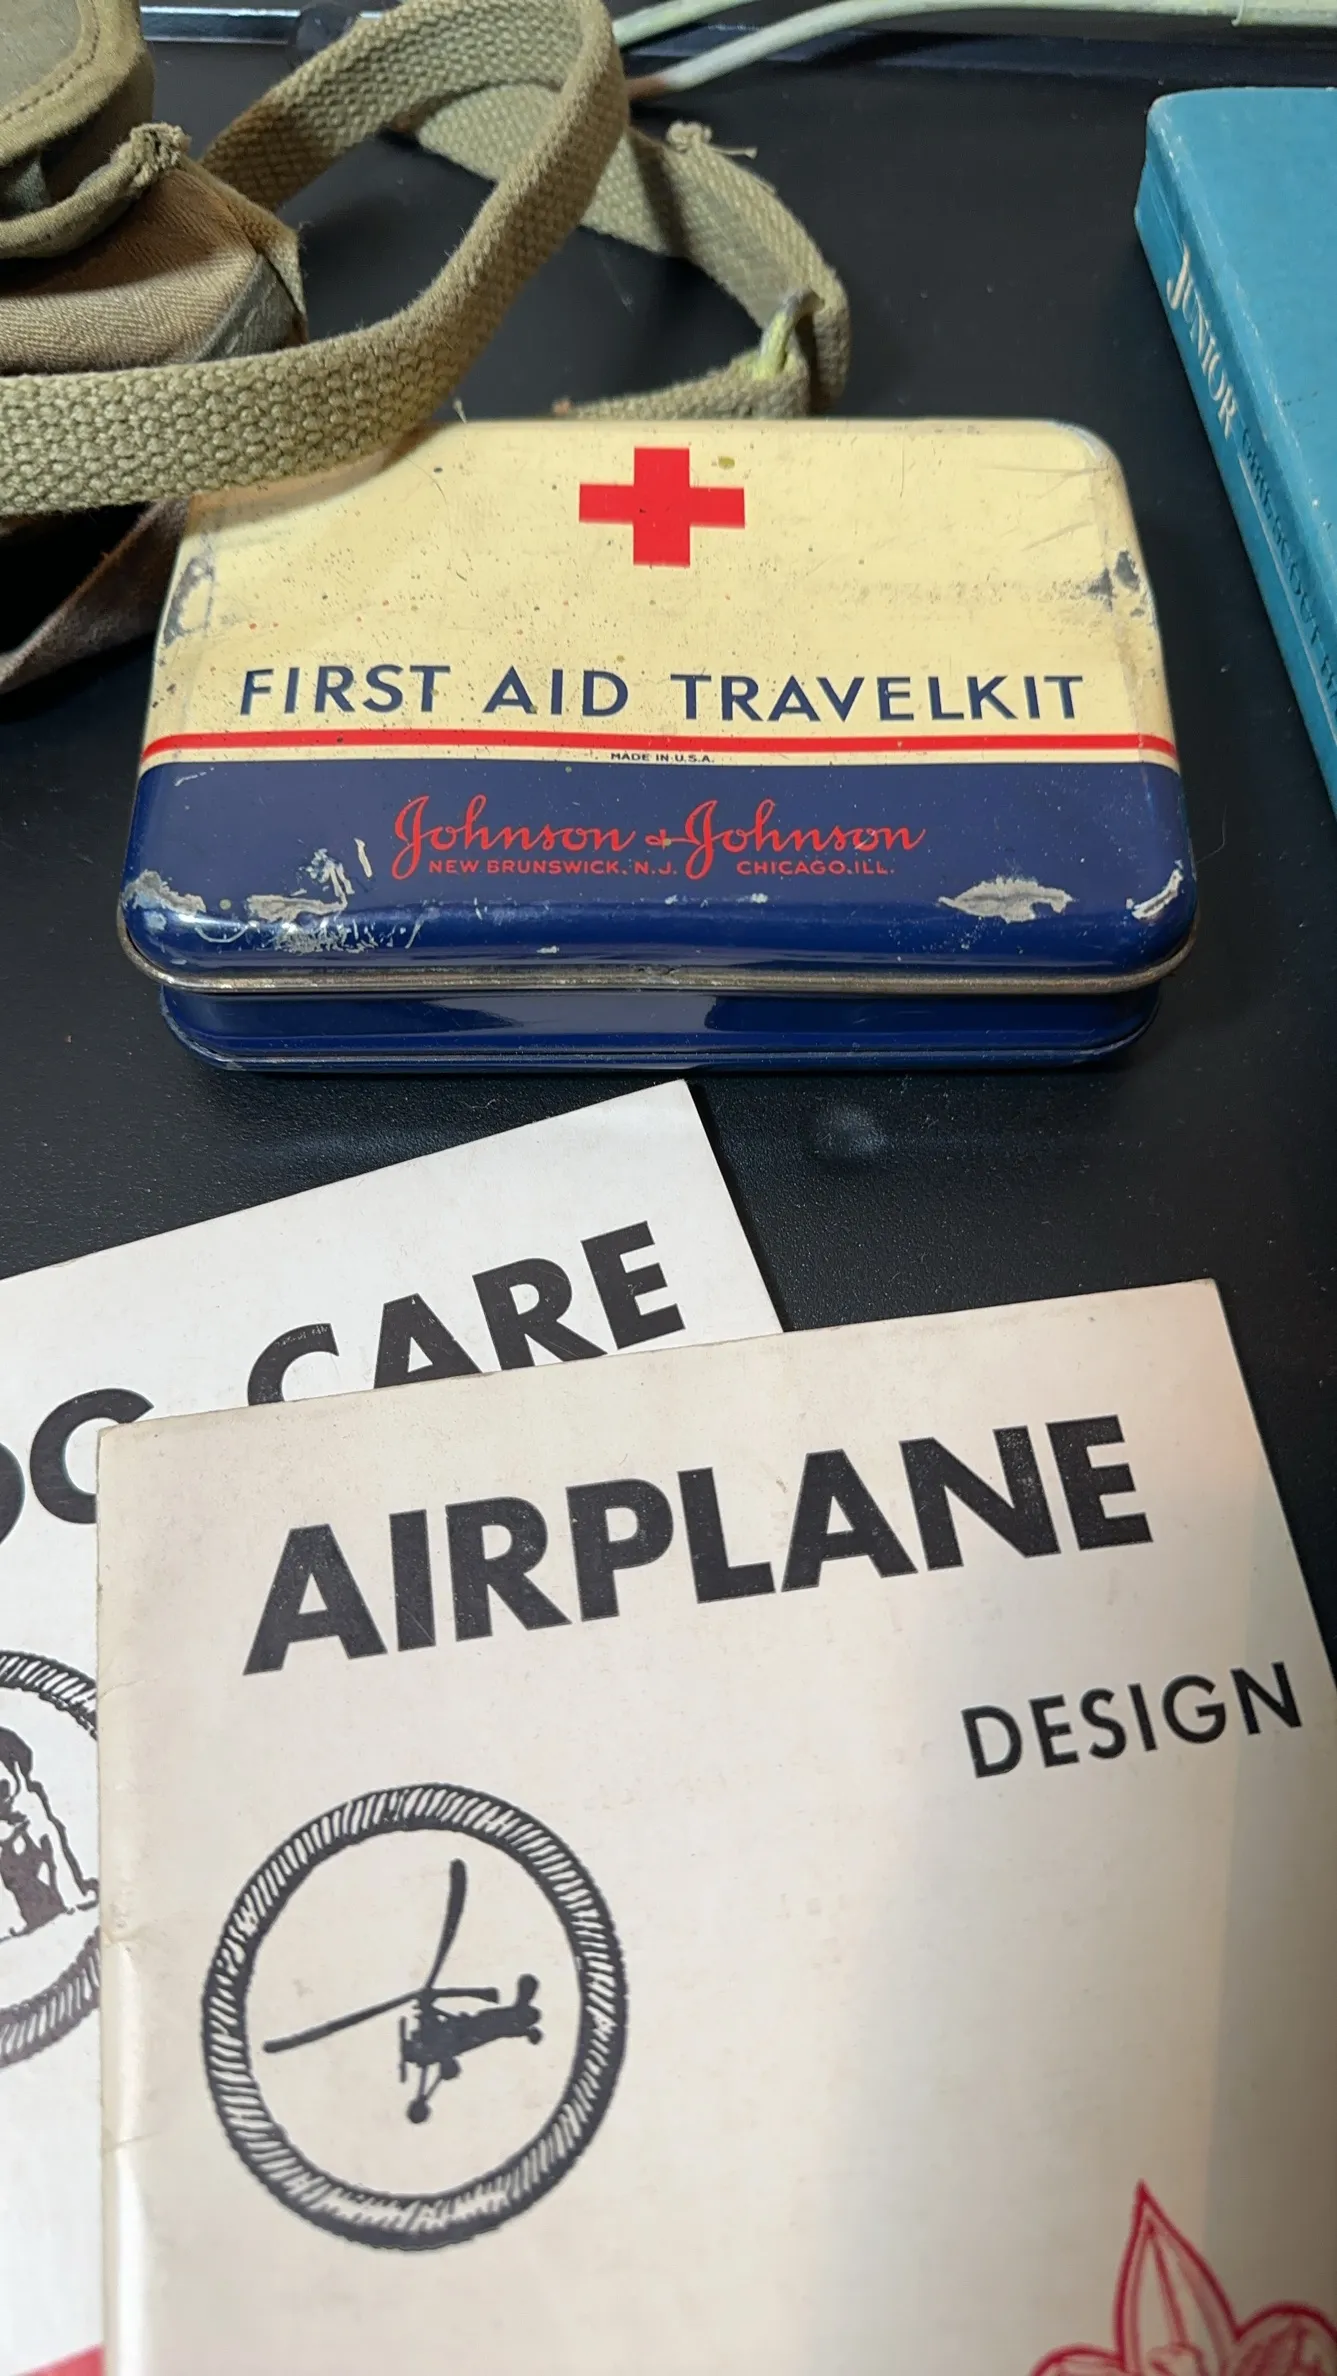 JUNIOR
FIRST AID TRAVELKIT
MADE IN U.S.A.
Johnson & Johnson
NEW BRUNSWICK, N.J. CHICAGO, ILL.
CARE
AIRPLANE
DESIGN